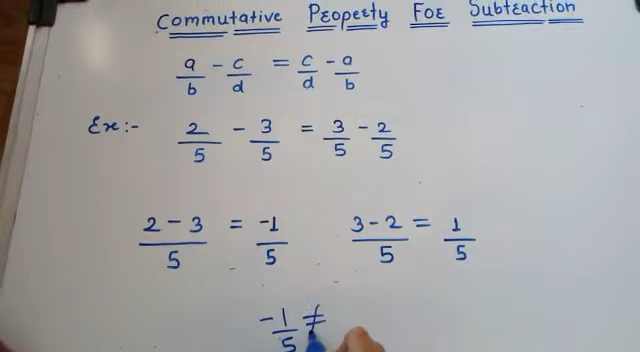 Commutative Property For Subtraction
a/b - c/d = c/d - a/b
Ex:- 2/5 - 3/5 = 3/5 - 2/5
2 - 3/5 = -1/5 3 - 2/5 = 1/5
-1/5 ≠